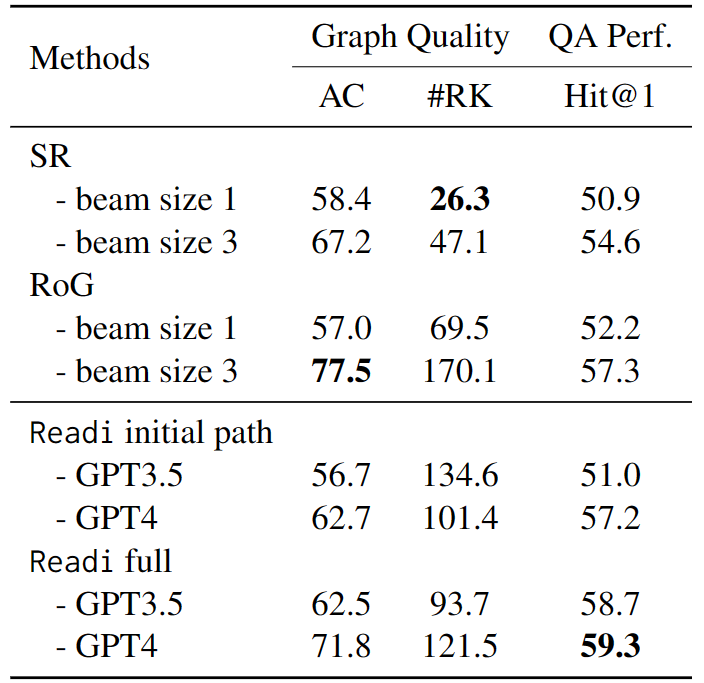 Methods Graph Quality QA Perf.
AC #RK Hit@1
SR
- beam size 1 58.4 26.3 50.9
- beam size 3 67.2 47.1 54.6
RoG
- beam size 1 57.0 69.5 52.2
- beam size 3 77.5 170.1 57.3
Readi initial path
- GPT3.5 56.7 134.6 51.0
- GPT4 62.7 101.4 57.2
Readi full
- GPT3.5 62.5 93.7 58.7
- GPT4 71.8 121.5 59.3